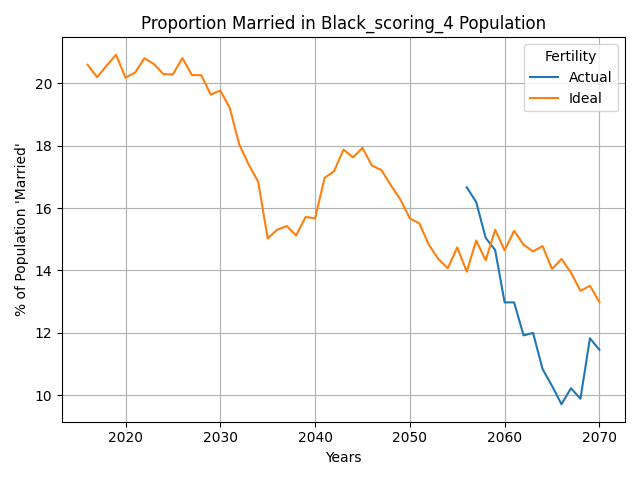 Proportion Married in Black_scoring_4 Population
Fertility
Actual
Ideal
% of Population 'Married'
20
18
16
14
12
10
2020 2030 2040 2050 2060 2070
Years